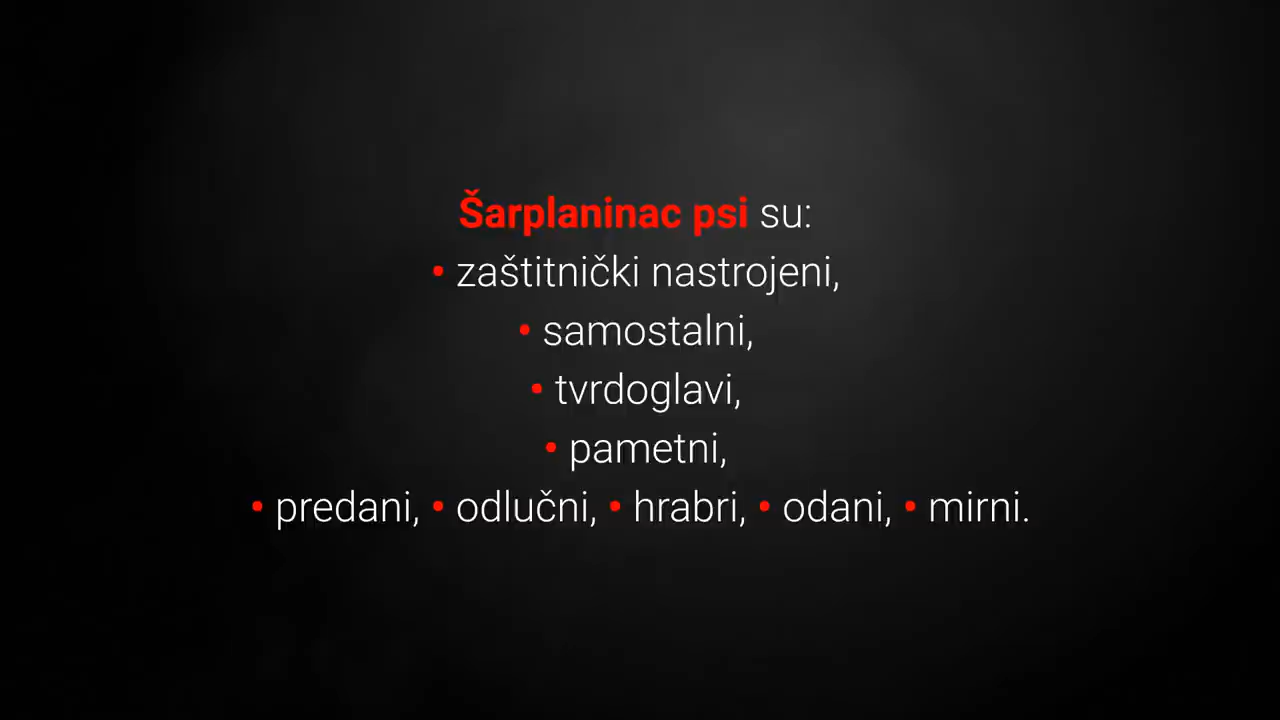 Šarplaninac psi su:
• zaštitnički nastrojeni,
• samostalni,
• tvrdoglavi,
• pametni,
• predani, • odlučni, • hrabri, • odani, • mirni.